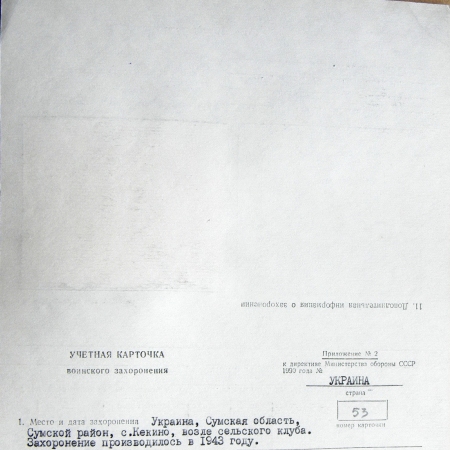 11. Дополнительная информация о захоронении
УЧЕТНАЯ КАРТОЧКА
воинского захоронения
Приложение № 2
к директиве Министерства обороны СССР
1990 года №
УКРАИНА
страна
53
номер карточки
1. Место и дата захоронения Украина, Сумская область,
Сумской район, с.Кекино, возле сельского клуба.
Захоронение производилось в 1943 году.